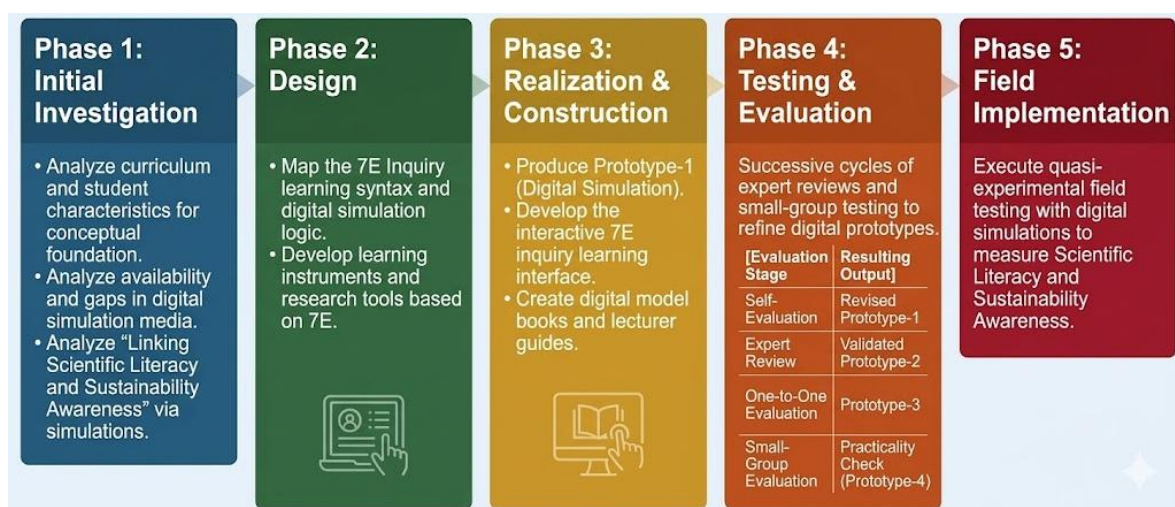 Phase 1:
Initial
Investigation
• Analyze curriculum
and student
characteristics for
conceptual
foundation.
• Analyze availability
and gaps in digital
simulation media.
• Analyze “Linking
Scientific Literacy
and Sustainability
Awareness” via
simulations.
Phase 2:
Design
• Map the 7E Inquiry
learning syntax and
digital simulation
logic.
• Develop learning
instruments and
research tools based
on 7E.
Phase 3:
Realization &
Construction
• Produce Prototype-1
(Digital Simulation).
• Develop the
interactive 7E
inquiry learning
interface.
• Create digital model
books and lecturer
guides.
Phase 4:
Testing &
Evaluation
Successive cycles of
expert reviews and
small-group testing to
refine digital prototypes.
[Evaluation Resulting
Stage Output]
Self- Revised
Evaluation Prototype-1
Expert Validated
Review Prototype-2
One-to-One
Evaluation Prototype-3
Small- Practicality
Group Check
Evaluation (Prototype-4)
Phase 5:
Field
Implementation
Execute quasi-
experimental field
testing with digital
simulations to
measure Scientific
Literacy and
Sustainability
Awareness.